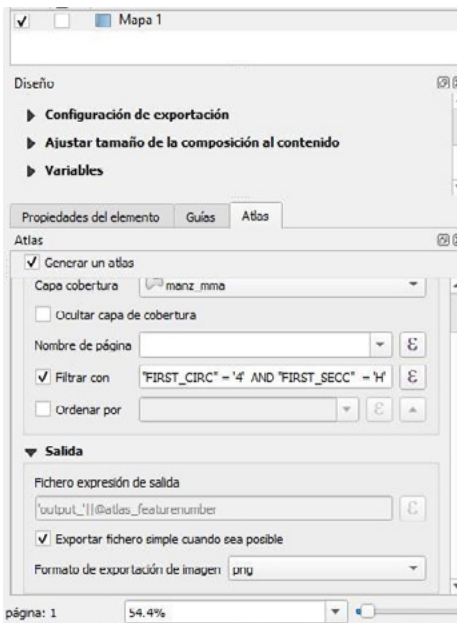 Mapa 1
Diseño
Configuración de exportación
Ajustar tamaño de la composición al contenido
Variables
Propiedades del elemento Guías Atlas
Atlas
Generar un atlas
Capa cobertura manz_mma
Ocultar capa de cobertura
Nombre de página ε
Filtrar con "FIRST_CIRC" = '4' AND "FIRST_SECC" = 'H' ε
Ordenar por ε
Salida
Fichero expresión de salida
'output_'||@atlas_featurenumber ε
Exportar fichero simple cuando sea posible
Formato de exportación de imagen png
página: 1 54.4%